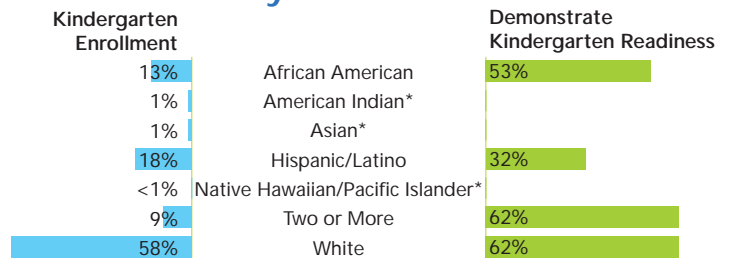 Kindergarten
Enrollment
Demonstrate
Kindergarten Readiness
13% African American 53%
1% American Indian*
1% Asian*
18% Hispanic/Latino 32%
<1% Native Hawaiian/Pacific Islander*
9% Two or More 62%
58% White 62%